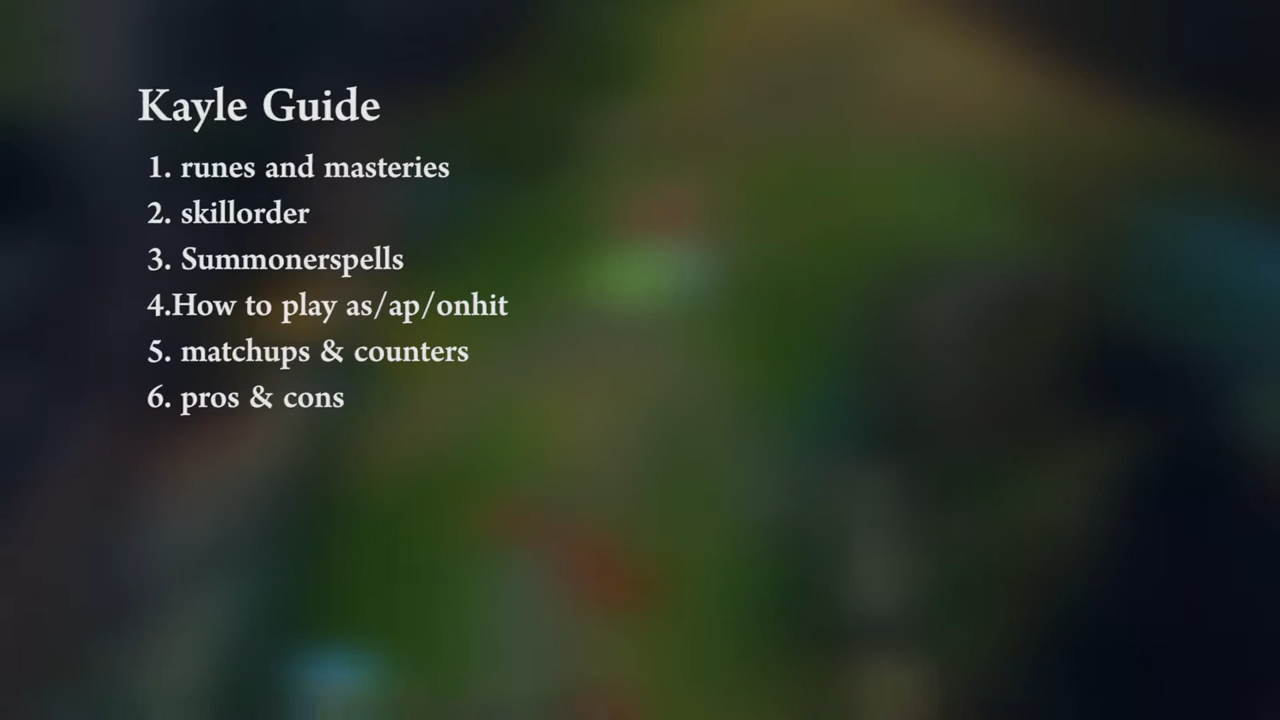 Kayle Guide
1. runes and masteries
2. skillorder
3. Summonerspells
4.How to play as/ap/onhit
5. matchups & counters
6. pros & cons